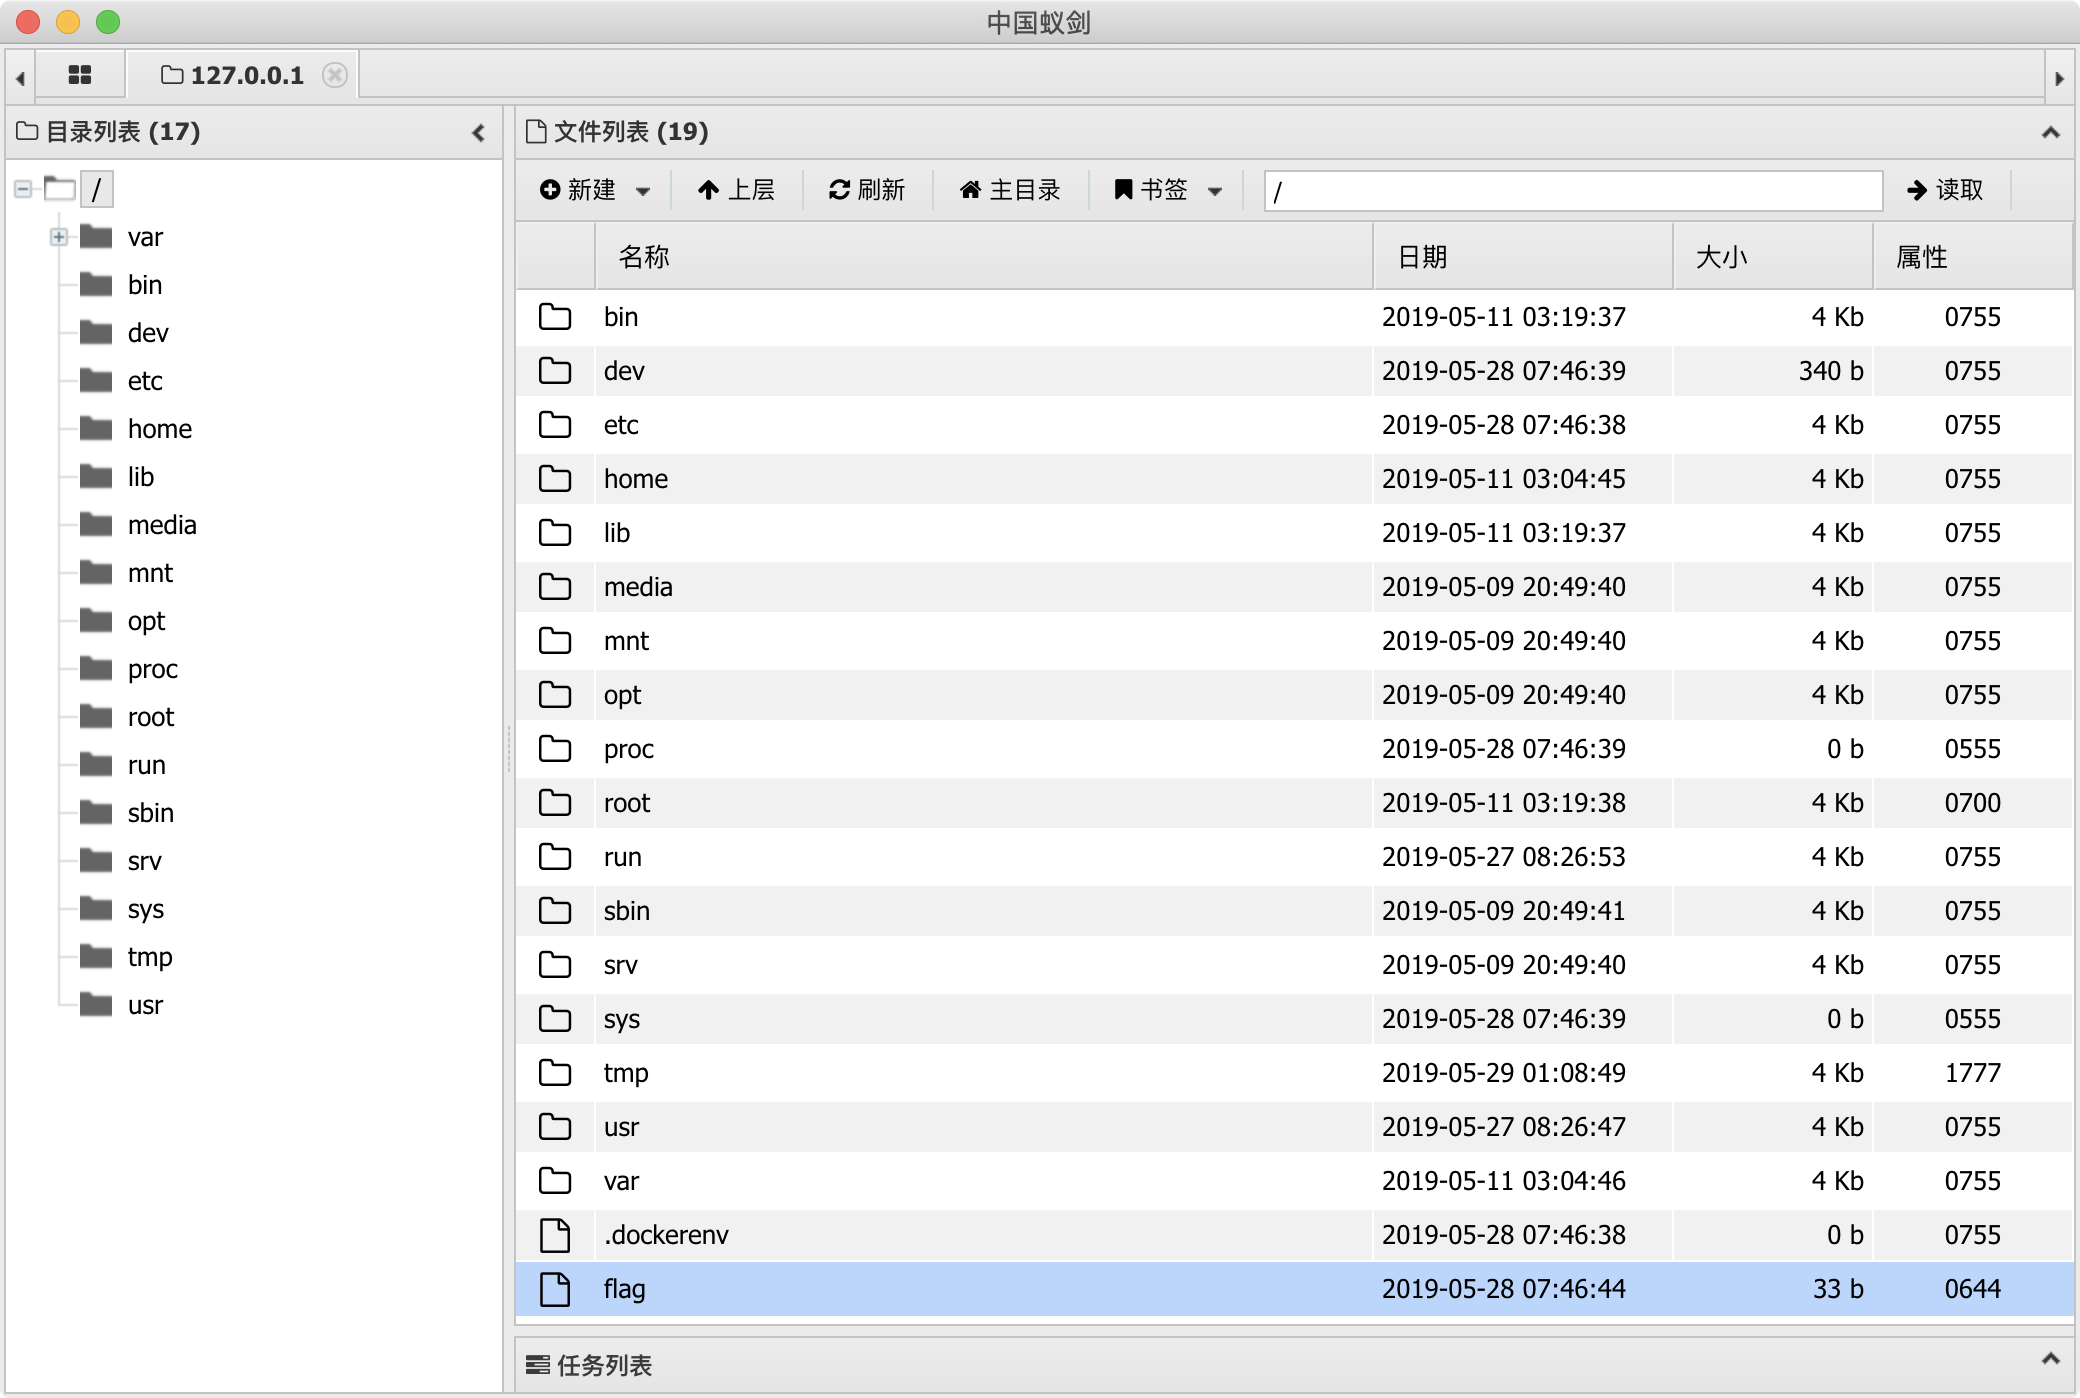 中国蚁剑
127.0.0.1
目录列表 (17)
/
var
bin
dev
etc
home
lib
media
mnt
opt
proc
root
run
sbin
srv
sys
tmp
usr
文件列表 (19)
新建 上层 刷新 主目录 书签 / 读取
名称 日期 大小 属性
bin 2019-05-11 03:19:37 4 Kb 0755
dev 2019-05-28 07:46:39 340 b 0755
etc 2019-05-28 07:46:38 4 Kb 0755
home 2019-05-11 03:04:45 4 Kb 0755
lib 2019-05-11 03:19:37 4 Kb 0755
media 2019-05-09 20:49:40 4 Kb 0755
mnt 2019-05-09 20:49:40 4 Kb 0755
opt 2019-05-09 20:49:40 4 Kb 0755
proc 2019-05-28 07:46:39 0 b 0555
root 2019-05-11 03:19:38 4 Kb 0700
run 2019-05-27 08:26:53 4 Kb 0755
sbin 2019-05-09 20:49:41 4 Kb 0755
srv 2019-05-09 20:49:40 4 Kb 0755
sys 2019-05-28 07:46:39 0 b 0555
tmp 2019-05-29 01:08:49 4 Kb 1777
usr 2019-05-27 08:26:47 4 Kb 0755
var 2019-05-11 03:04:46 4 Kb 0755
.dockerenv 2019-05-28 07:46:38 0 b 0755
flag 2019-05-28 07:46:44 33 b 0644
任务列表